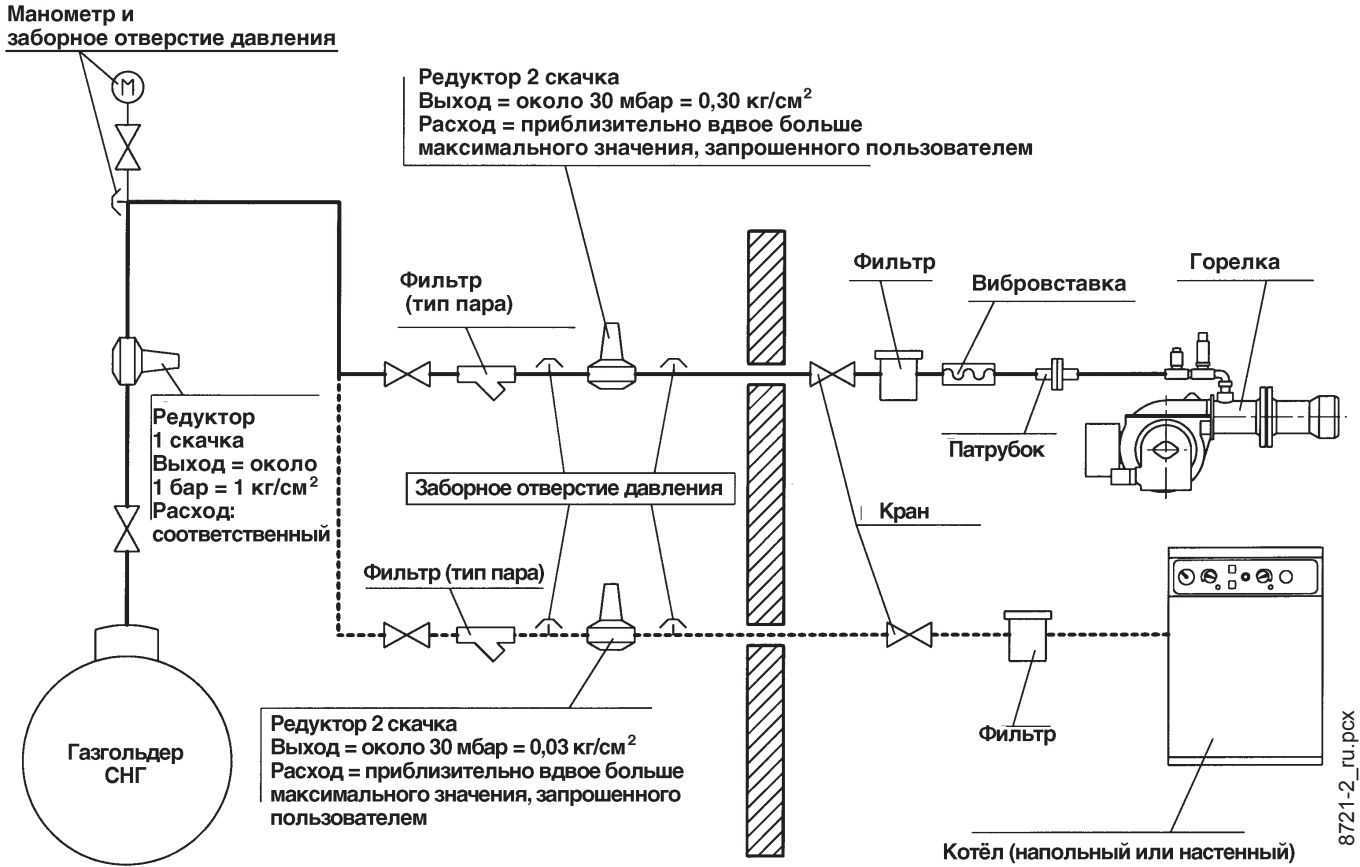 Манометр и
заборное отверстие давления
М
Редуктор 2 скачка
Выход = около 30 мбар = 0,30 кг/см²
Расход = приблизительно вдвое больше
максимального значения, запрошенного пользователем
Фильтр
(тип пара)
Фильтр
Вибровставка
Горелка
Редуктор
1 скачка
Выход = около
1 бар = 1 кг/см²
Расход:
соответственный
Патрубок
Заборное отверстие давления
Кран
Фильтр (тип пара)
Газгольдер
СНГ
Редуктор 2 скачка
Выход = около 30 мбар = 0,03 кг/см²
Расход = приблизительно вдвое больше
максимального значения, запрошенного
пользователем
Фильтр
Котёл (напольный или настенный)
8721-2_ru.pcx